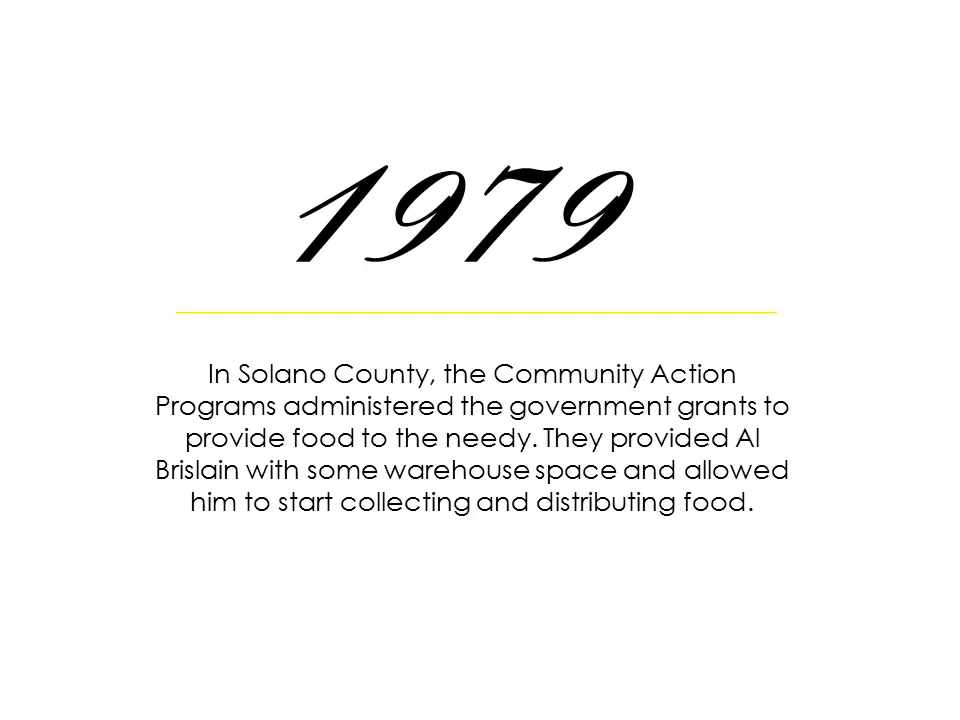 1979
In Solano County, the Community Action
Programs administered the government grants to
provide food to the needy. They provided Al
Brislain with some warehouse space and allowed
him to start collecting and distributing food.